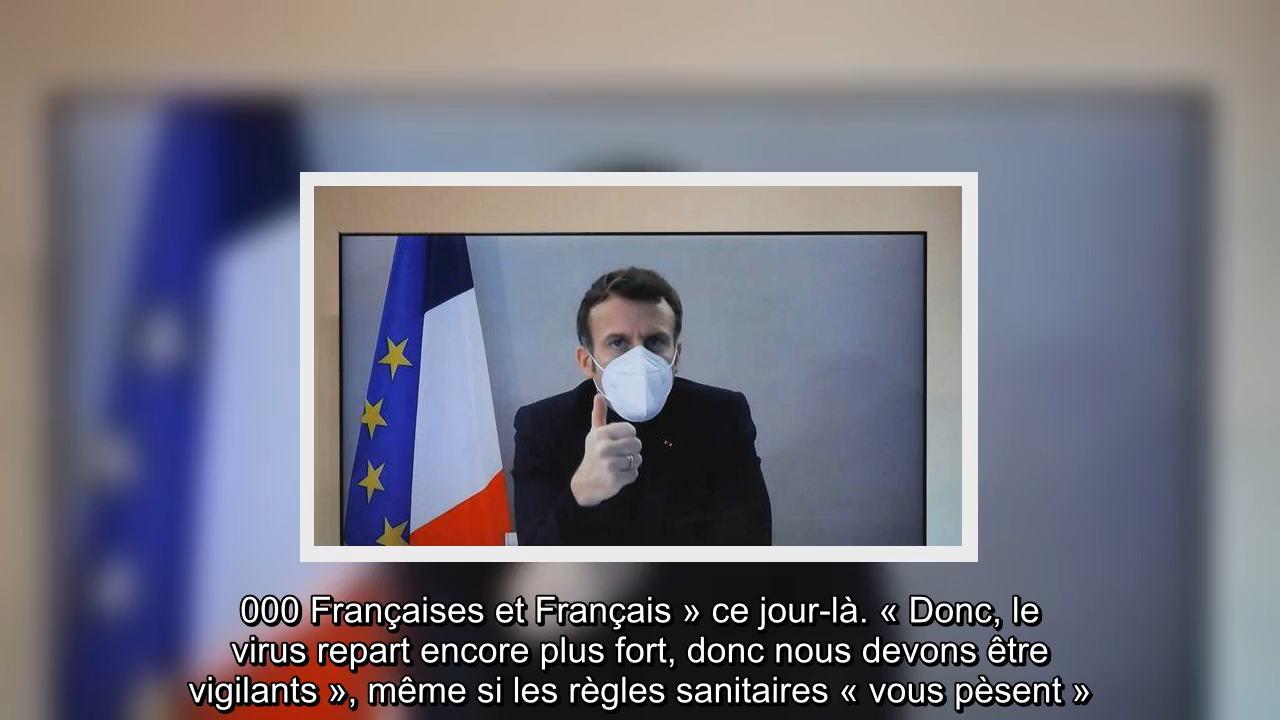 000 Françaises et Français » ce jour-là. « Donc, le
virus repart encore plus fort, donc nous devons être
vigilants », même si les règles sanitaires « vous pèsent »